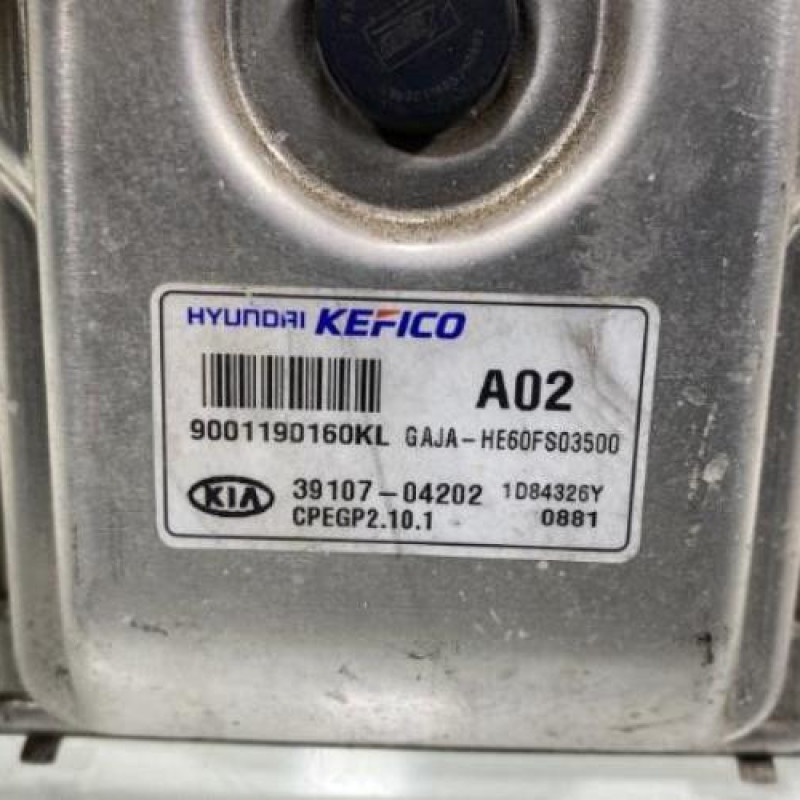 HYUNDAI KEFICO
A02
9001190160KL GAJA-HE60FS03500
KIA 39107-04202 1D84326Y
CPEGP2.10.1 0881